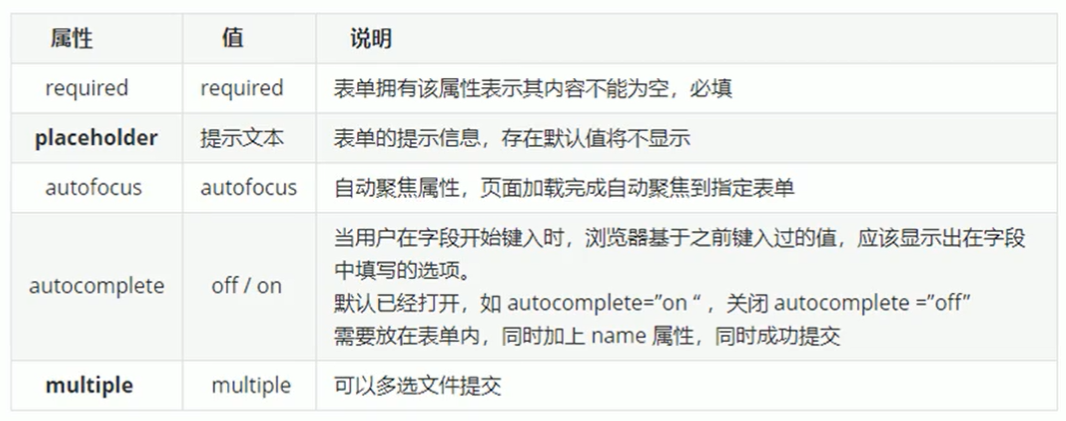 属性 值 说明
required required 表单拥有该属性表示其内容不能为空，必填
placeholder 提示文本 表单的提示信息，存在默认值将不显示
autofocus autofocus 自动聚焦属性，页面加载完成自动聚焦到指定表单
autocomplete off / on 当用户在字段开始键入时，浏览器基于之前键入过的值，应该显示出在字段
中填写的选项。
默认已经打开，如 autocomplete=”on “ ，关闭 autocomplete =”off”
需要放在表单内，同时加上 name 属性，同时成功提交
multiple multiple 可以多选文件提交